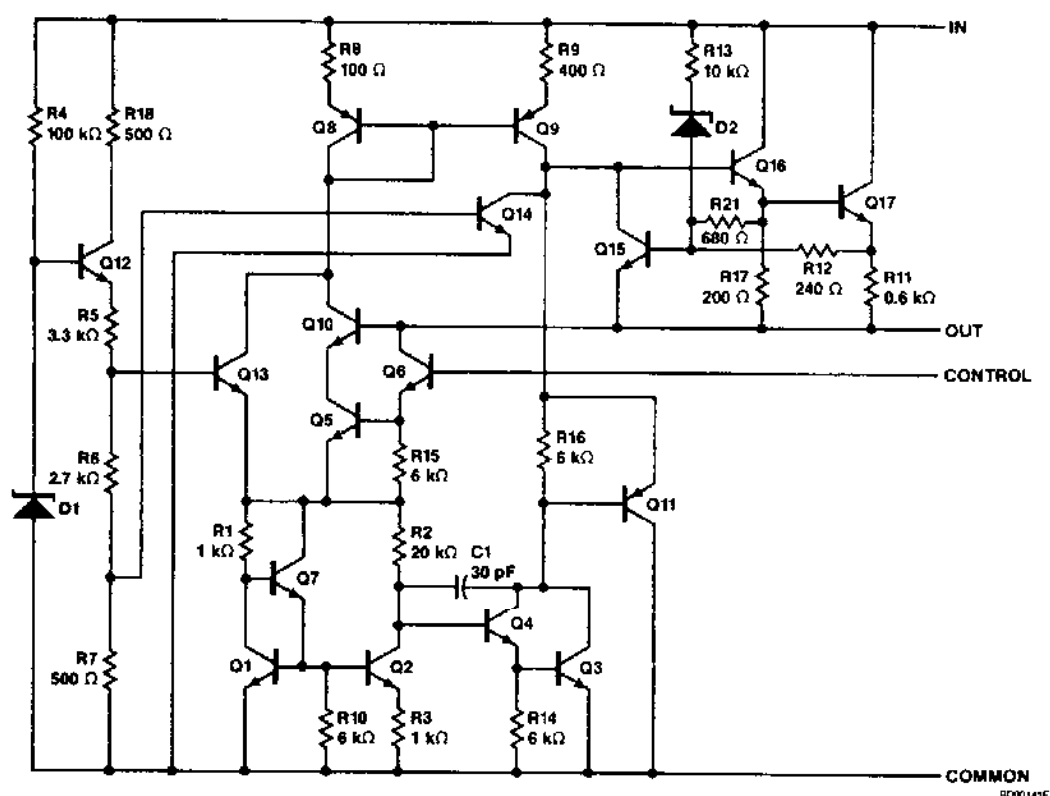 IN
R8
100 Ω
R9
400 Ω
R13
10 kΩ
R4
100 kΩ
R18
500 Ω
Q8
Q9
D2
Q16
Q14
R21
680 Ω
Q17
Q12
Q15
R17
200 Ω
R12
240 Ω
R11
0.6 kΩ
R5
3.3 kΩ
Q10
OUT
Q13
Q6
CONTROL
Q5
R15
6 kΩ
R16
6 kΩ
R6
2.7 kΩ
D1
Q11
R1
1 kΩ
R2
20 kΩ
C1
30 pF
Q7
Q4
R7
500 Ω
Q1
Q2
Q3
R10
6 kΩ
R3
1 kΩ
R14
6 kΩ
COMMON